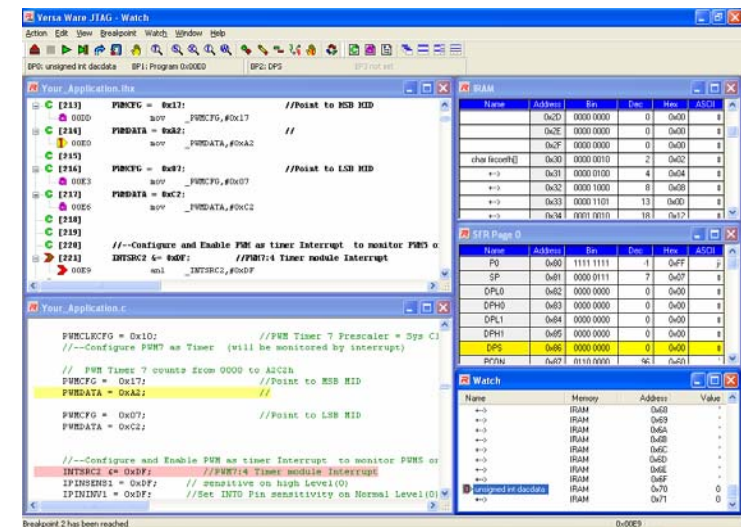 Versa Ware JTAG - Watch
Action Edit View Breakpoint Watch Window Help
BP0: unsigned int dacdata BP1: Program 0x00E0 BP2: DPS BP3 not set
Your_Application.lhx
C [213] PWMCFG = 0x17; //Point to MSB MID
00DD mov _PWMCFG,#0x17
C [214] PWMDATA = 0xA2; //
00E0 mov _PWMDATA,#0xA2
C [215]
C [216] PWMCFG = 0x07; //Point to LSB MID
00E3 mov _PWMCFG,#0x07
C [217] PWMDATA = 0xC2;
00E6 mov _PWMDATA,#0xC2
C [218]
C [219]
C [220] //--Configure and Enable PWM as timer Interrupt to monitor PWM5 o
[221] INTSRC2 &= 0xDF; //PWM7:4 Timer module Interrupt
00E9 anl _INTSRC2,#0xDF
Your_Application.c
PWMCLKCFG = 0x10; //PWM Timer 7 Prescaler = Sys Cl
//--Configure PWM7 as Timer (will be monitored by interrupt)
// PWM Timer 7 counts from 0000 to A2C2h
PWMCFG = 0x17; //Point to MSB MID
PWMDATA = 0xA2; //
PWMCFG = 0x07; //Point to LSB MID
PWMDATA = 0xC2;
//--Configure and Enable PWM as timer Interrupt to monitor PWM5 or
INTSRC2 &= 0xDF; //PWM7:4 Timer module Interrupt
IPINSENS1 = 0xDF; // sensitive on high Level(0)
IPININV1 = 0xDF; //Set INT0 Pin sensitivity on Normal Level(0)
IRAM
Name Address Bin Dec Hex ASCII
0x2D 0000 0000 0 0x00
0x2E 0000 0000 0 0x00
0x2F 0000 0000 0 0x00
0x30 0000 0010 2 0x02
<--> 0x31 0000 0100 4 0x04
<--> 0x32 0000 1000 8 0x08
<--> 0x33 0000 1101 13 0x0D
<--> 0x34 0001 0010 18 0x12
SFR Page 0
Name Address Bin Dec Hex ASCII
P0 0x80 1111 1111 -1 0xFF ÿ
SP 0x81 0000 0111 7 0x07
DPL0 0x82 0000 0000 0 0x00
DPH0 0x83 0000 0000 0 0x00
DPL1 0x84 0000 0000 0 0x00
DPH1 0x85 0000 0000 0 0x00
DPS 0x86 0000 0000 0 0x00
PCON 0x87 0110 0000 96 0x60 `
Watch
Name Memory Address Value
<--> IRAM 0x68
<--> IRAM 0x69
<--> IRAM 0x6A
<--> IRAM 0x6B
<--> IRAM 0x6C
<--> IRAM 0x6D
<--> IRAM 0x6E
<--> IRAM 0x6F
unsigned int dacdata IRAM 0x70 0
<--> IRAM 0x71 0
Breakpoint 2 has been reached 0x00E9